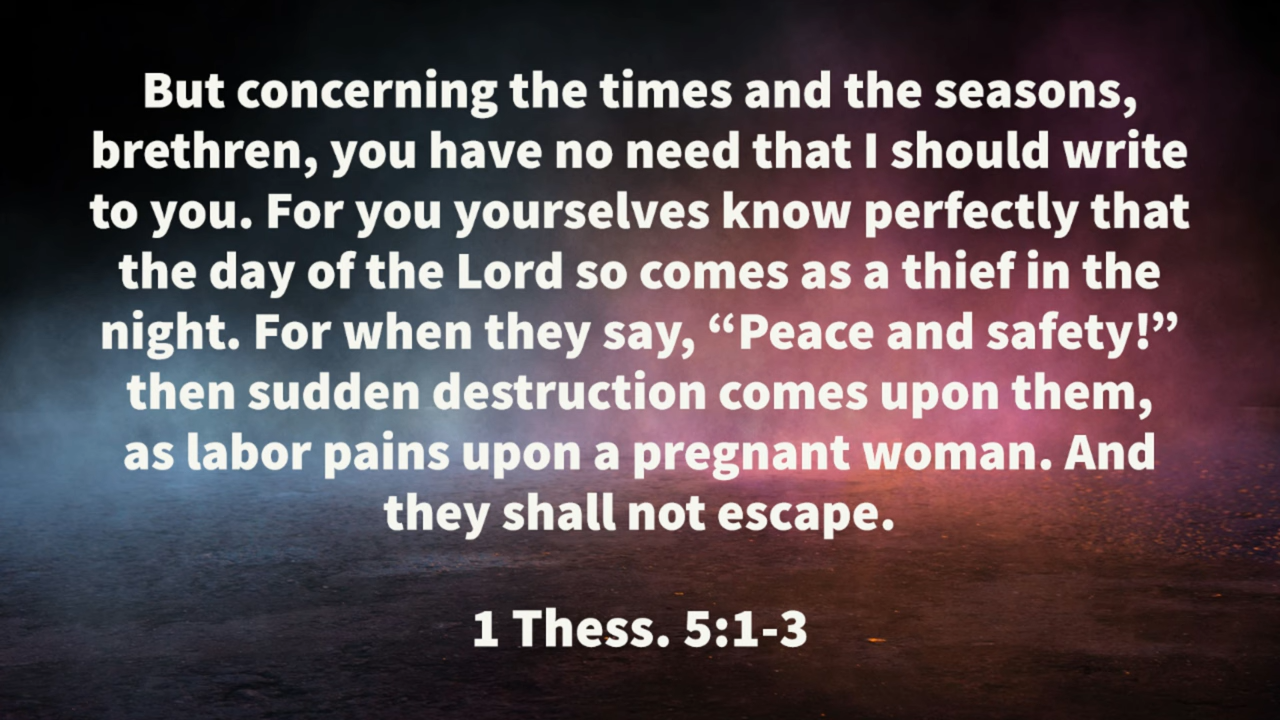 But concerning the times and the seasons,
brethren, you have no need that I should write
to you. For you yourselves know perfectly that
the day of the Lord so comes as a thief in the
night. For when they say, “Peace and safety!”
then sudden destruction comes upon them,
as labor pains upon a pregnant woman. And
they shall not escape.
1 Thess. 5:1-3